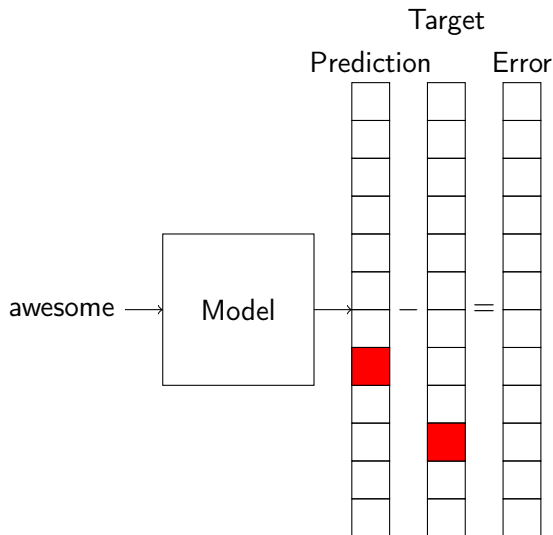 Target
Prediction
Error
awesome
Model
−
=